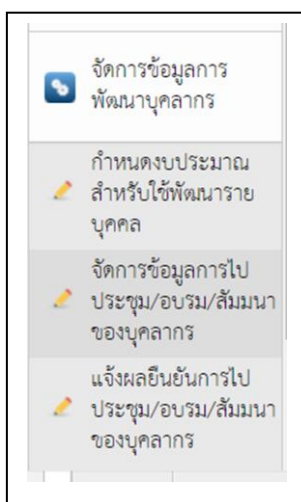 จัดการข้อมูลการ
พัฒนาบุคลากร
กำหนดงบประมาณ
สำหรับใช้พัฒนาราย
บุคคล
จัดการข้อมูลการไป
ประชุม/อบรม/สัมมนา
ของบุคลากร
แจ้งผลยืนยันการไป
ประชุม/อบรม/สัมมนา
ของบุคลากร